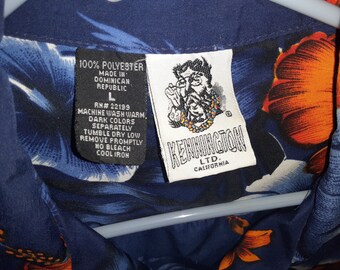 100% POLYESTER
MADE IN
DOMINICAN
REPUBLIC
L
RN# 22199
MACHINE WASH WARM,
DARK COLORS
SEPARATELY
TUMBLE DRY LOW
REMOVE PROMPTLY
NO BLEACH
COOL IRON
KENNINGTON
LTD.
CALIFORNIA